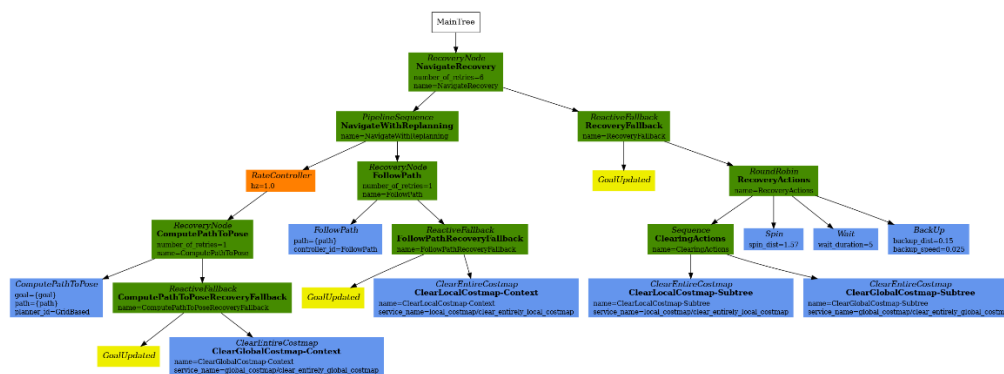 MainTree
RecoveryNode
NavigateRecovery
number_of_retries=6
name=NavigateRecovery
PipelineSequence
NavigateWithReplanning
name=NavigateWithReplanning
ReactiveFallback
RecoveryFallback
name=RecoveryFallback
RateController
hz=1.0
RecoveryNode
FollowPath
number_of_retries=1
name=FollowPath
GoalUpdated
RoundRobin
RecoveryActions
name=RecoveryActions
RecoveryNode
ComputePathToPose
number_of_retries=1
name=ComputePathToPose
FollowPath
path={path}
controller_id=FollowPath
ReactiveFallback
FollowPathRecoveryFallback
name=FollowPathRecoveryFallback
Sequence
ClearingActions
name=ClearingActions
Spin
spin_dist=1.57
Wait
wait_duration=5
BackUp
backup_dist=0.15
backup_speed=0.025
ComputePathToPose
goal={goal}
path={path}
planner_id=GridBased
ReactiveFallback
ComputePathToPoseRecoveryFallback
name=ComputePathToPoseRecoveryFallback
GoalUpdated
ClearEntireCostmap
ClearLocalCostmap-Context
name=ClearLocalCostmap-Context
service_name=local_costmap/clear_entirely_local_costmap
ClearEntireCostmap
ClearLocalCostmap-Subtree
name=ClearLocalCostmap-Subtree
service_name=local_costmap/clear_entirely_local_costmap
ClearEntireCostmap
ClearGlobalCostmap-Subtree
name=ClearGlobalCostmap-Subtree
service_name=global_costmap/clear_entirely_global_costmap
GoalUpdated
ClearEntireCostmap
ClearGlobalCostmap-Context
name=ClearGlobalCostmap-Context
service_name=global_costmap/clear_entirely_global_costmap